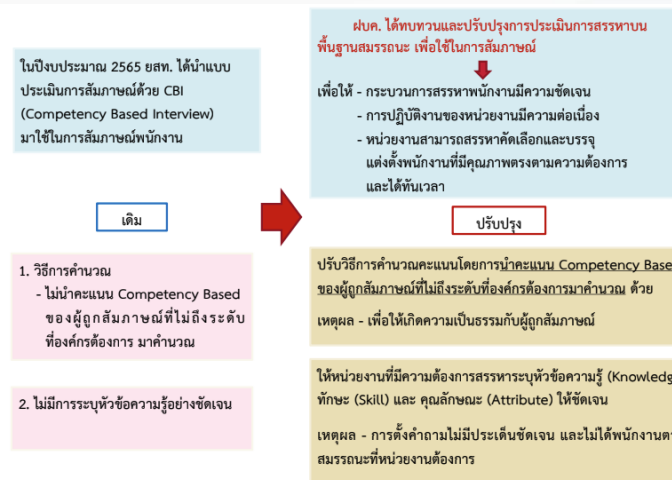 ในปีงบประมาณ 2565 ยสท. ได้นำแบบ
ประเมินการสัมภาษณ์ด้วย CBI
(Competency Based Interview)
มาใช้ในการสัมภาษณ์พนักงาน
ฝบค. ได้ทบทวนและปรับปรุงการประเมินการสรรหาบน
พื้นฐานสมรรถนะ เพื่อใช้ในการสัมภาษณ์
เพื่อให้ - กระบวนการสรรหาพนักงานมีความชัดเจน
- การปฏิบัติงานของหน่วยงานมีความต่อเนื่อง
- หน่วยงานสามารถสรรหาคัดเลือกและบรรจุ
แต่งตั้งพนักงานที่มีคุณภาพตรงตามความต้องการ
และได้ทันเวลา
เดิม
ปรับปรุง
1. วิธีการคำนวณ
- ไม่นำคะแนน Competency Based
ของผู้ถูกสัมภาษณ์ที่ไม่ถึงระดับ
ที่องค์กรต้องการ มาคำนวณ
ปรับวิธีการคำนวณคะแนนโดยการนำคะแนน Competency Base
ของผู้ถูกสัมภาษณ์ที่ไม่ถึงระดับที่องค์กรต้องการมาคำนวณ ด้วย
เหตุผล - เพื่อให้เกิดความเป็นธรรมกับผู้ถูกสัมภาษณ์
2. ไม่มีการระบุหัวข้อความรู้อย่างชัดเจน
ให้หน่วยงานที่มีความต้องการสรรหาระบุหัวข้อความรู้ (Knowledg
ทักษะ (Skill) และ คุณลักษณะ (Attribute) ให้ชัดเจน
เหตุผล - การตั้งคำถามไม่มีประเด็นชัดเจน และไม่ได้พนักงานตา
สมรรถนะที่หน่วยงานต้องการ